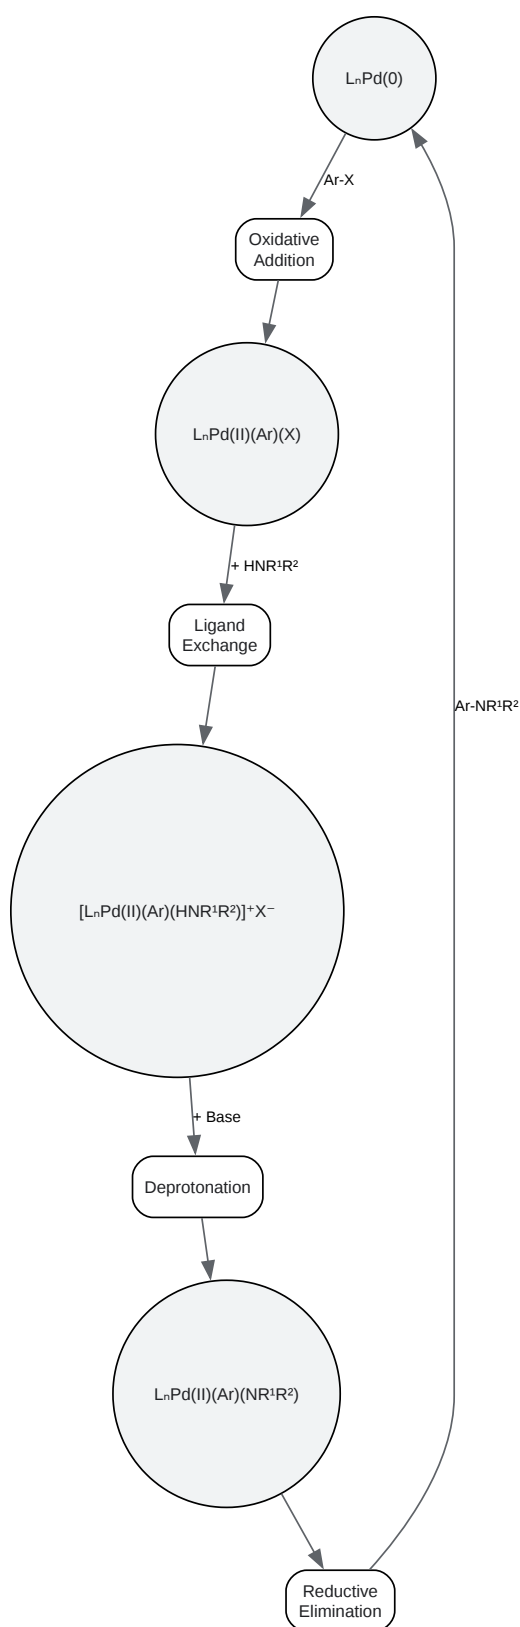 LₙPd(0)
Ar-X
Oxidative
Addition
LₙPd(II)(Ar)(X)
+ HNR¹R²
Ligand
Exchange
Ar-NR¹R²
[LₙPd(II)(Ar)(HNR¹R²)]⁺X⁻
+ Base
Deprotonation
LₙPd(II)(Ar)(NR¹R²)
Reductive
Elimination